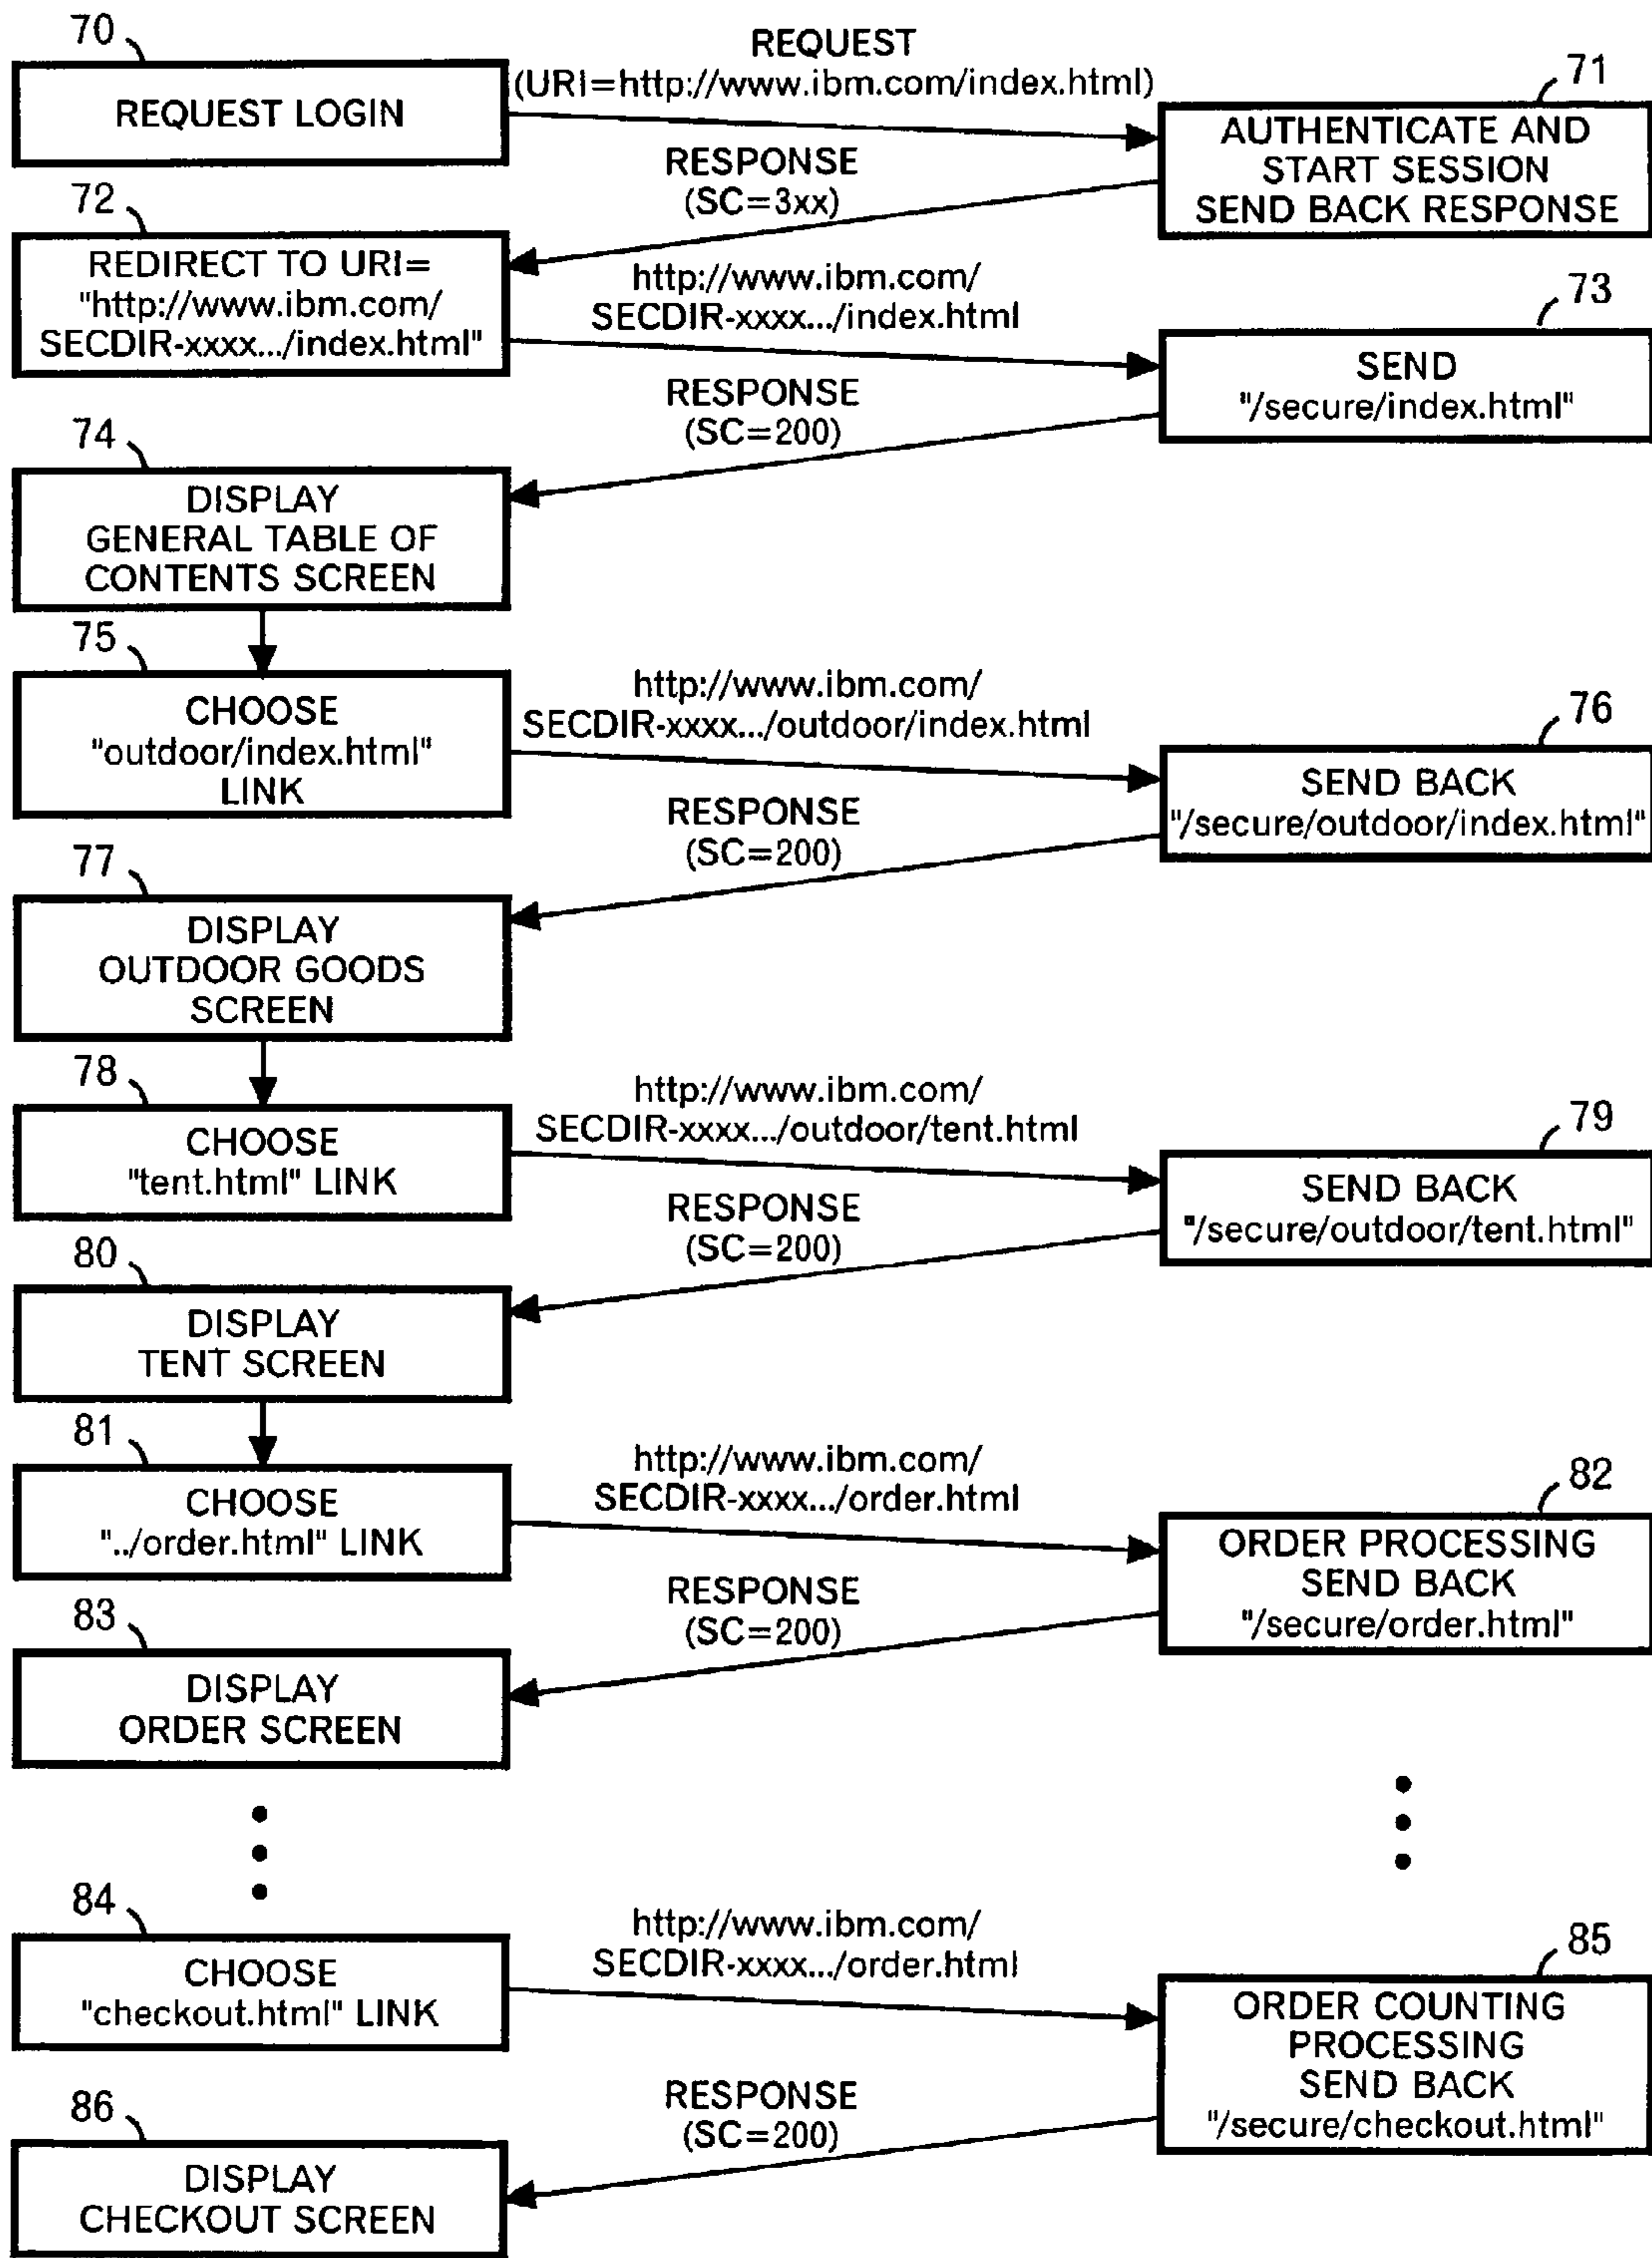 70
REQUEST LOGIN
REQUEST
(URI=http://www.ibm.com/index.html)
71
AUTHENTICATE AND
START SESSION
SEND BACK RESPONSE
RESPONSE
(SC=3xx)
72
REDIRECT TO URI=
"http://www.ibm.com/
SECDIR-xxxx.../index.html"
http://www.ibm.com/
SECDIR-xxxx.../index.html
73
SEND
"/secure/index.html"
RESPONSE
(SC=200)
74
DISPLAY
GENERAL TABLE OF
CONTENTS SCREEN
75
CHOOSE
"outdoor/index.html"
LINK
http://www.ibm.com/
SECDIR-xxxx.../outdoor/index.html
76
SEND BACK
"/secure/outdoor/index.html"
RESPONSE
(SC=200)
77
DISPLAY
OUTDOOR GOODS
SCREEN
78
CHOOSE
"tent.html" LINK
http://www.ibm.com/
SECDIR-xxxx.../outdoor/tent.html
79
SEND BACK
"/secure/outdoor/tent.html"
RESPONSE
(SC=200)
80
DISPLAY
TENT SCREEN
81
CHOOSE
"../order.html" LINK
http://www.ibm.com/
SECDIR-xxxx.../order.html
82
ORDER PROCESSING
SEND BACK
"/secure/order.html"
RESPONSE
(SC=200)
83
DISPLAY
ORDER SCREEN
84
CHOOSE
"checkout.html" LINK
http://www.ibm.com/
SECDIR-xxxx.../order.html
85
ORDER COUNTING
PROCESSING
SEND BACK
"/secure/checkout.html"
RESPONSE
(SC=200)
86
DISPLAY
CHECKOUT SCREEN